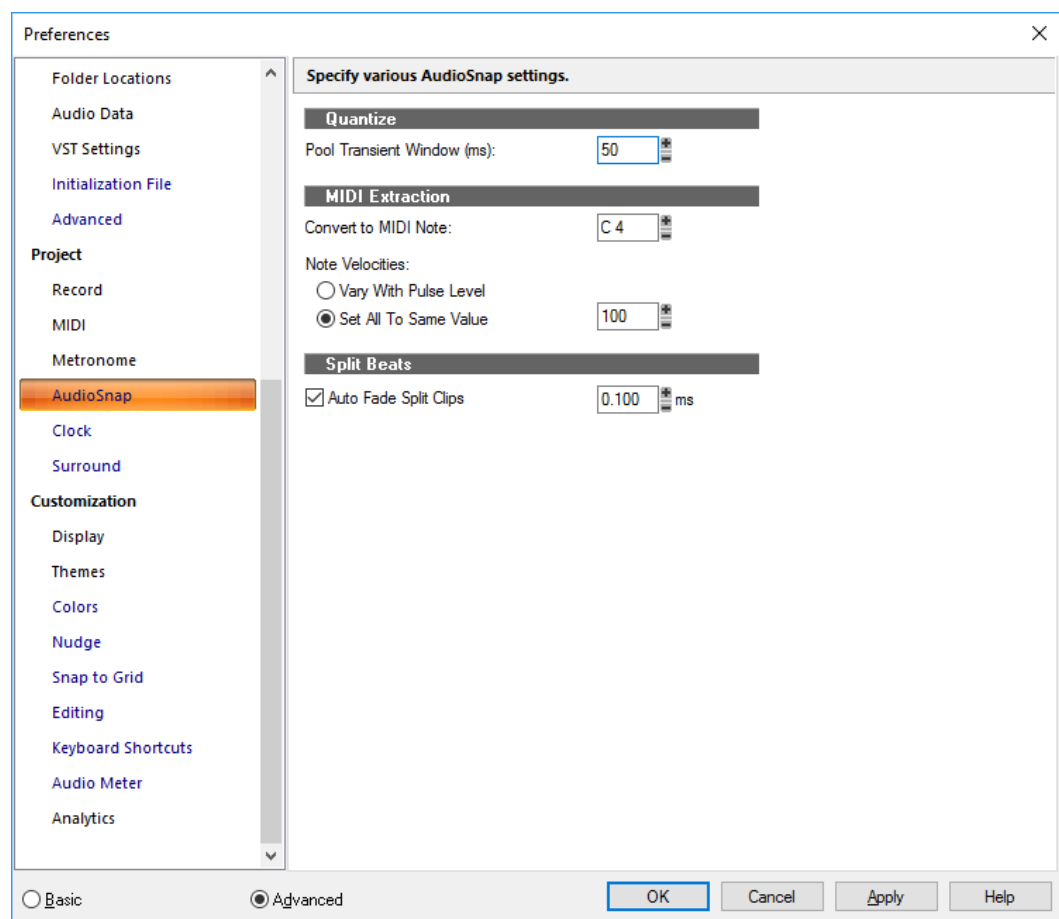 Preferences
Folder Locations
Audio Data
VST Settings
Initialization File
Advanced
Project
Record
MIDI
Metronome
AudioSnap
Clock
Surround
Customization
Display
Themes
Colors
Nudge
Snap to Grid
Editing
Keyboard Shortcuts
Audio Meter
Analytics
Specify various AudioSnap settings.
Quantize
Pool Transient Window (ms): 50
MIDI Extraction
Convert to MIDI Note: C 4
Note Velocities:
Vary With Pulse Level
Set All To Same Value 100
Split Beats
Auto Fade Split Clips 0.100 ms
Basic Advanced OK Cancel Apply Help